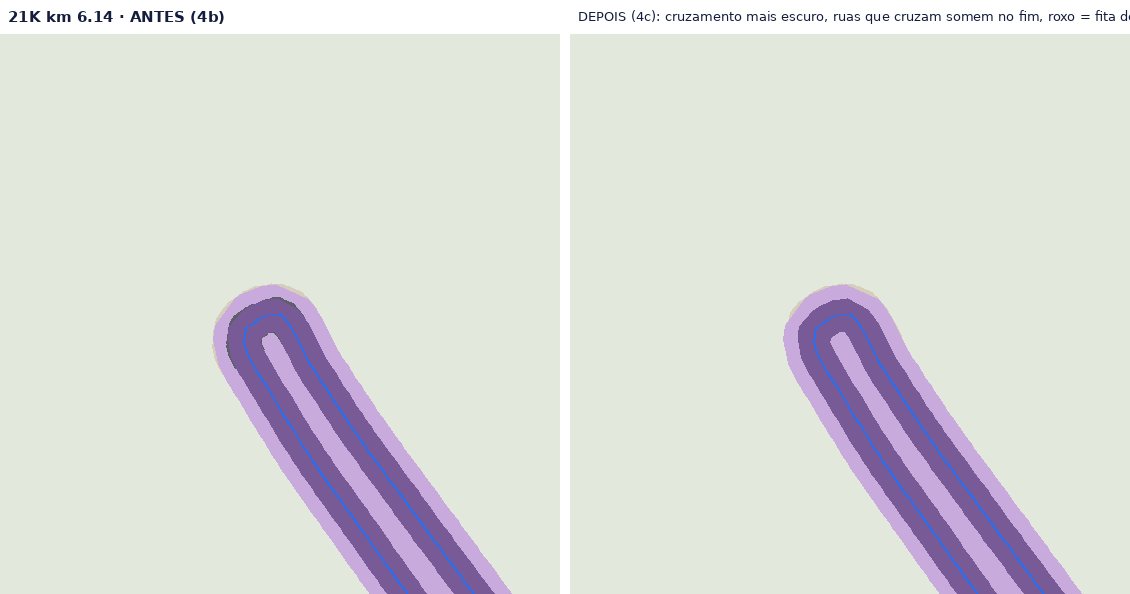 21K km 6.14 · ANTES (4b)
DEPOIS (4c): cruzamento mais escuro, ruas que cruzam somem no fim, roxo = fita